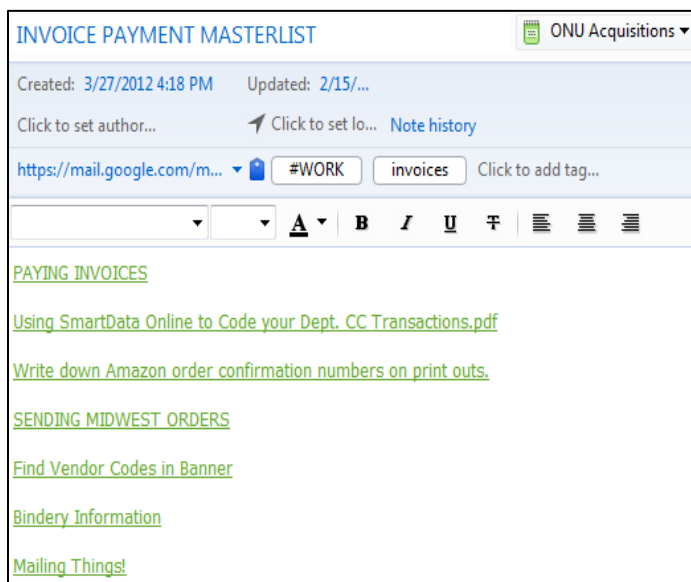 INVOICE PAYMENT MASTERLIST ONU Acquisitions
Created: 3/27/2012 4:18 PM Updated: 2/15/...
Click to set author... Click to set lo... Note history
https://mail.google.com/m... #WORK invoices Click to add tag...
A B I U T
PAYING INVOICES
Using SmartData Online to Code your Dept. CC Transactions.pdf
Write down Amazon order confirmation numbers on print outs.
SENDING MIDWEST ORDERS
Find Vendor Codes in Banner
Bindery Information
Mailing Things!